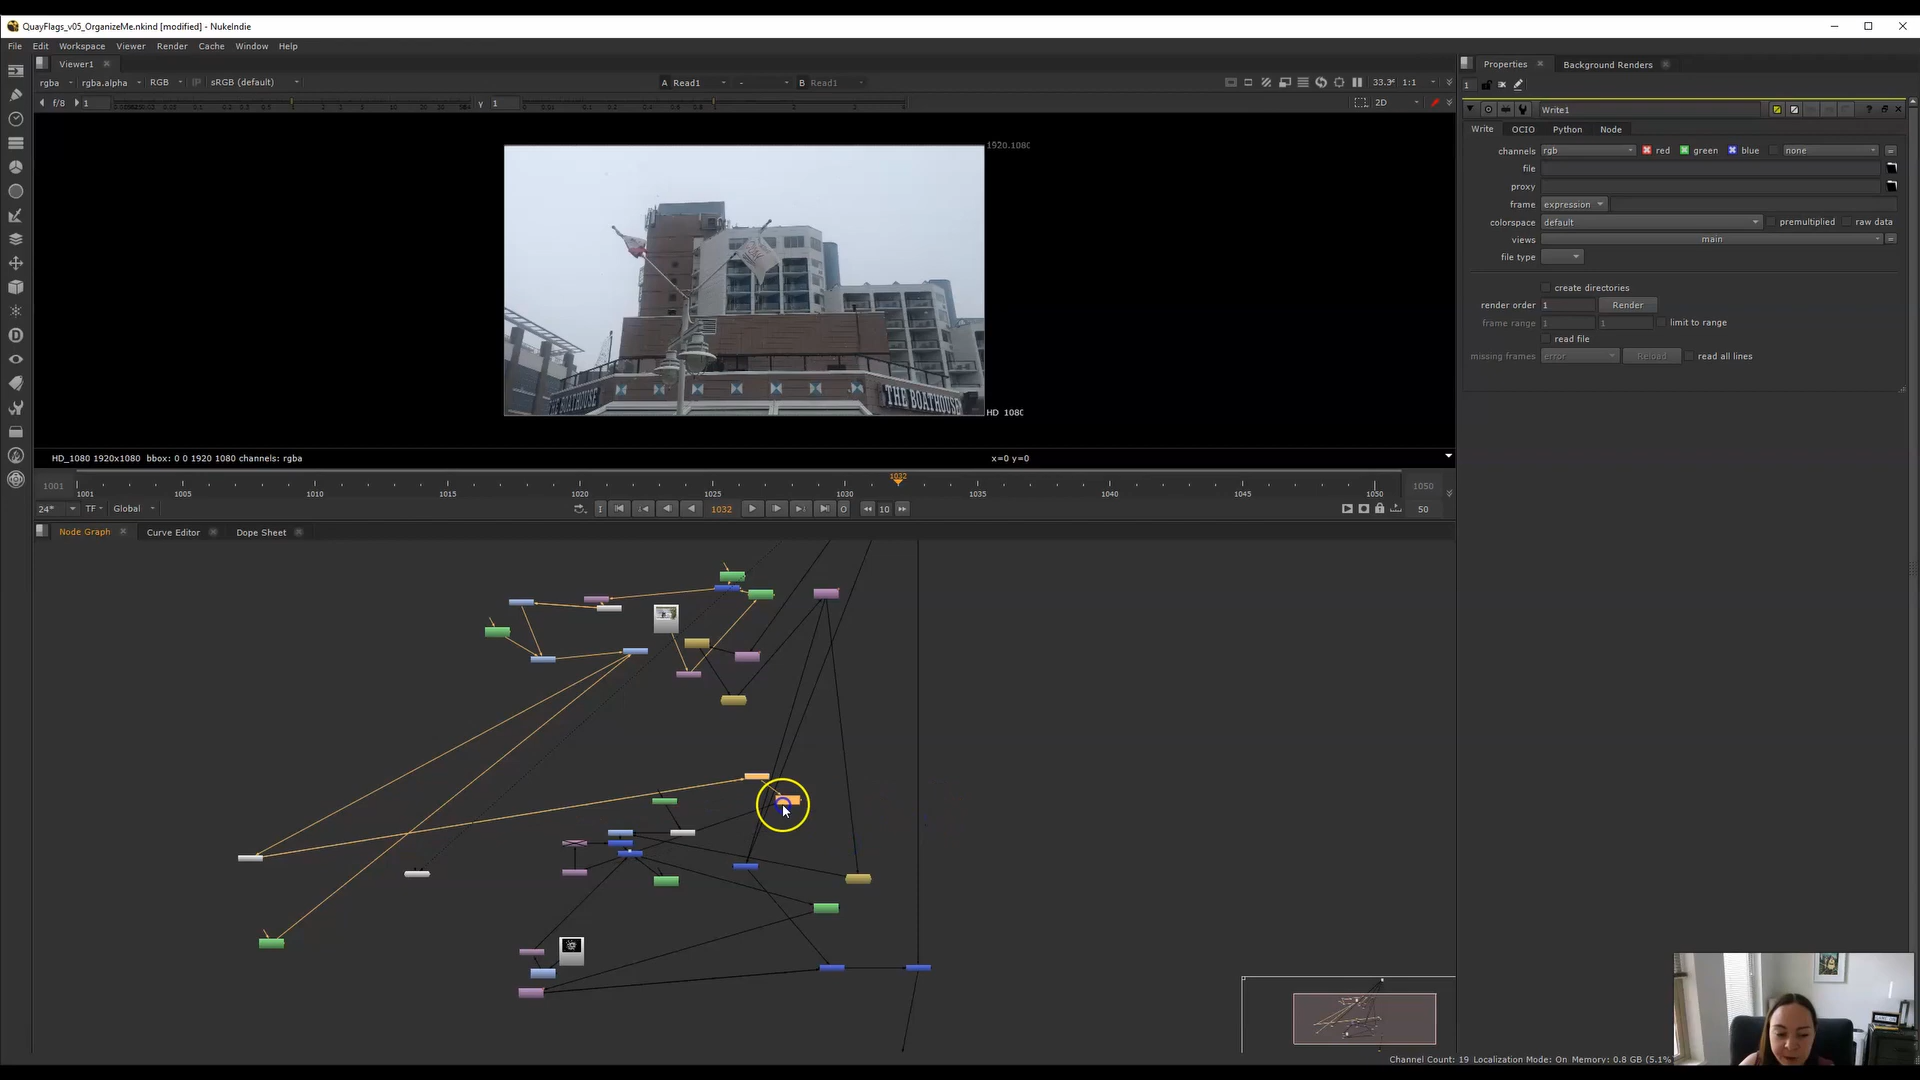 QuayFlags_v05_OrganizeMe.nkind [modified] - NukeIndie
File Edit Workspace Viewer Render Cache Window Help
Viewer1
rgba rgba.alpha RGB sRGB (default) A Read1 - B Read1 33.3 1:1
f/8 1 y 1 2D
1920.1080
THE BOATHOUSE THE BOATHOUSE
HD_1080
HD_1080 1920x1080 bbox: 0 0 1920 1080 channels: rgba x=0 y=0
1001 1001 1005 1010 1015 1020 1025 1032 1030 1035 1040 1045 1050 1050
24* TF Global I 1032 O 10 50
Node Graph Curve Editor Dope Sheet
Properties Background Renders
1
Write1
Write OCIO Python Node
channels rgb red green blue none
file
proxy
frame expression
colorspace default premultiplied raw data
views main
file type
create directories
render order 1 Render
frame range 1 1 limit to range
read file
missing frames error Reload read all lines
Channel Count: 19 Localization Mode: On Memory: 0.8 GB (5.1%